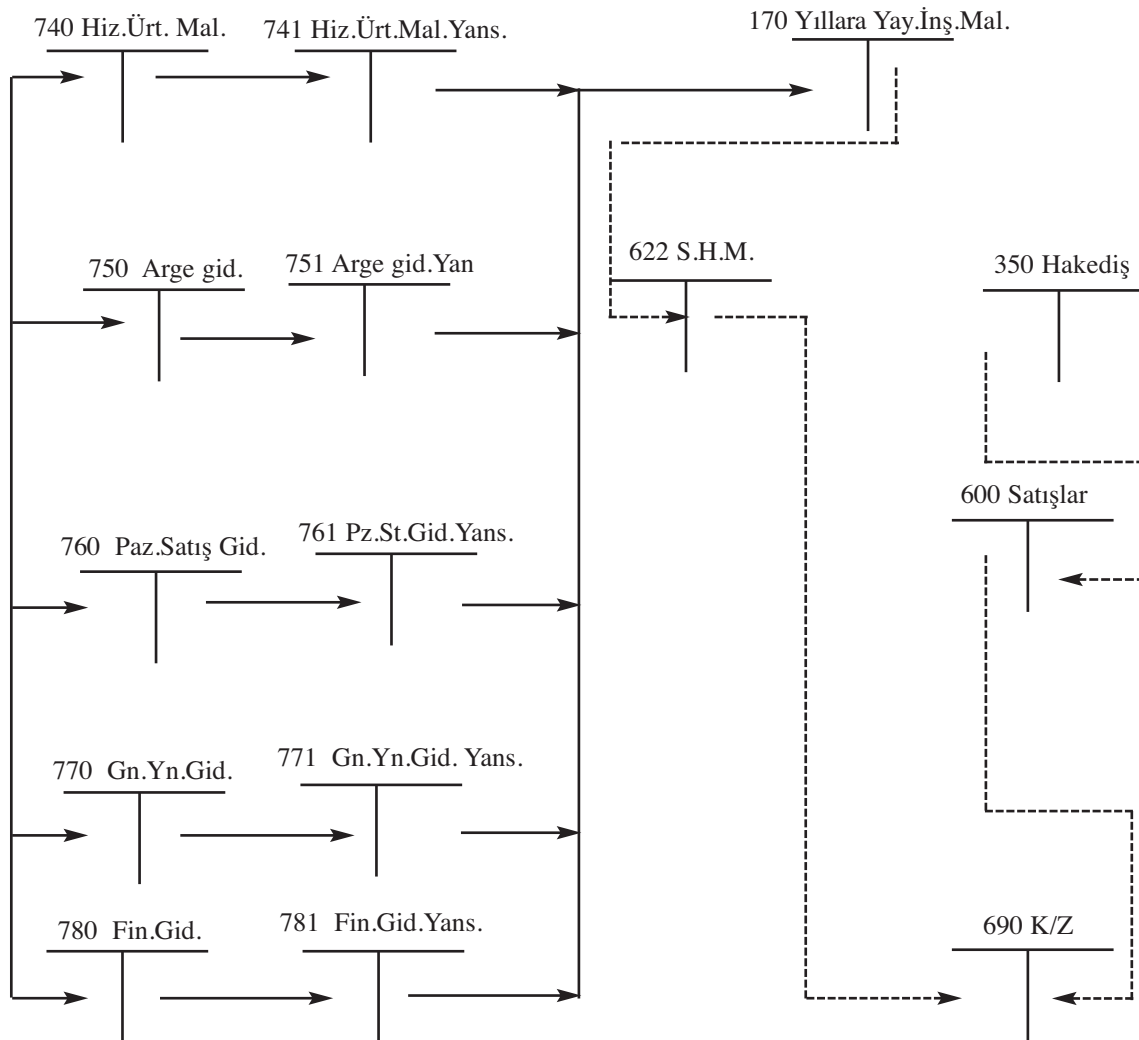 740 Hiz.Ürt. Mal.
741 Hiz.Ürt.Mal.Yans.
170 Yıllara Yay.İnş.Mal.
750 Arge gid.
751 Arge gid.Yan
622 S.H.M.
350 Hakediş
760 Paz.Satış Gid.
761 Pz.St.Gid.Yans.
600 Satışlar
770 Gn.Yn.Gid.
771 Gn.Yn.Gid. Yans.
780 Fin.Gid.
781 Fin.Gid.Yans.
690 K/Z